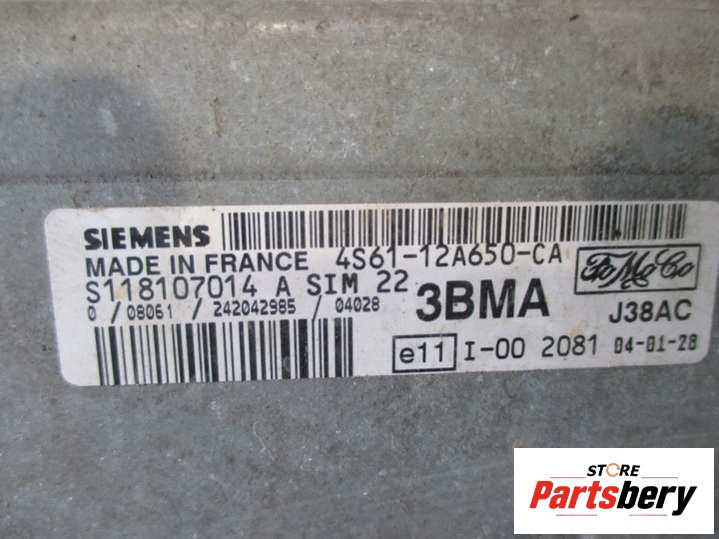 SIEMENS
MADE IN FRANCE 4S61-12A650-CA
S118107014 A SIM 22
0 / 08061 / 242042985 / 04028
3BMA
FoMoCo
J38AC
e11 I-00 2081 04-01-28
STORE
Partsbery